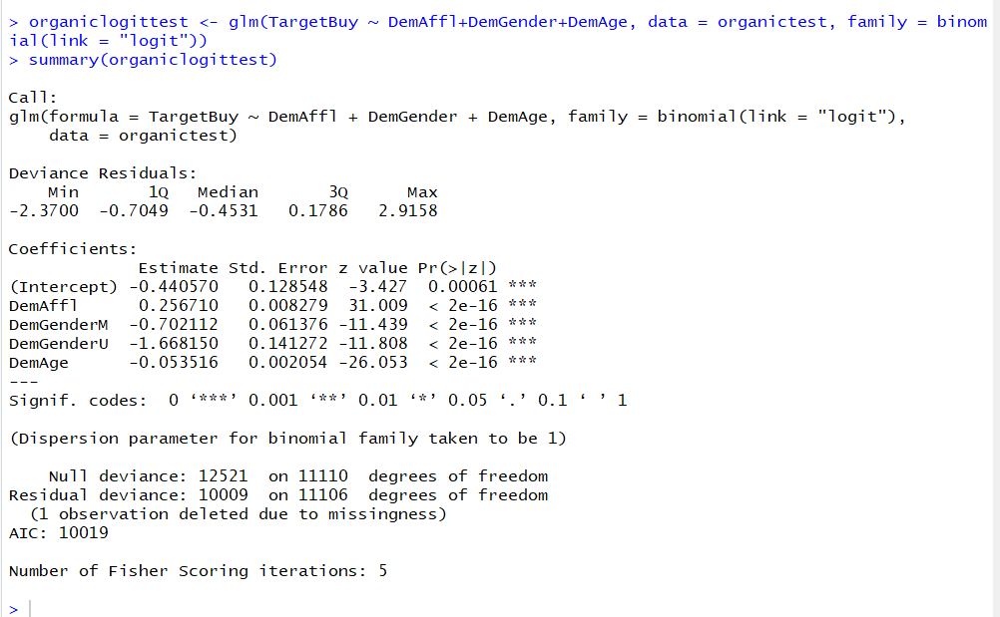 > organiclogittest <- glm(TargetBuy ~ DemAffl+DemGender+DemAge, data = organictest, family = binom
ial(link = "logit"))
> summary(organiclogittest)
Call:
glm(formula = TargetBuy ~ DemAffl + DemGender + DemAge, family = binomial(link = "logit"),
    data = organictest)
Deviance Residuals:
    Min       1Q   Median       3Q      Max
-2.3700  -0.7049  -0.4531   0.1786   2.9158
Coefficients:
             Estimate Std. Error z value Pr(>|z|)
(Intercept) -0.440570   0.128548  -3.427  0.00061 ***
DemAffl      0.256710   0.008279  31.009  < 2e-16 ***
DemGenderM  -0.702112   0.061376 -11.439  < 2e-16 ***
DemGenderU  -1.668150   0.141272 -11.808  < 2e-16 ***
DemAge      -0.053516   0.002054 -26.053  < 2e-16 ***
---
Signif. codes:  0 ‘***’ 0.001 ‘**’ 0.01 ‘*’ 0.05 ‘.’ 0.1 ‘ ’ 1
(Dispersion parameter for binomial family taken to be 1)
    Null deviance: 12521  on 11110  degrees of freedom
Residual deviance: 10009  on 11106  degrees of freedom
  (1 observation deleted due to missingness)
AIC: 10019
Number of Fisher Scoring iterations: 5
>